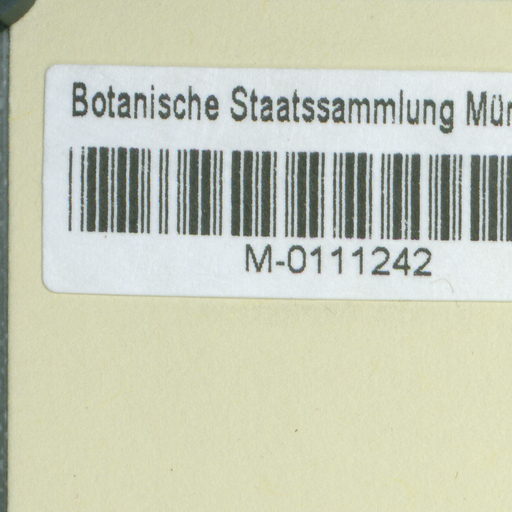 Botanische Staatssammlung Mün
M-0111242